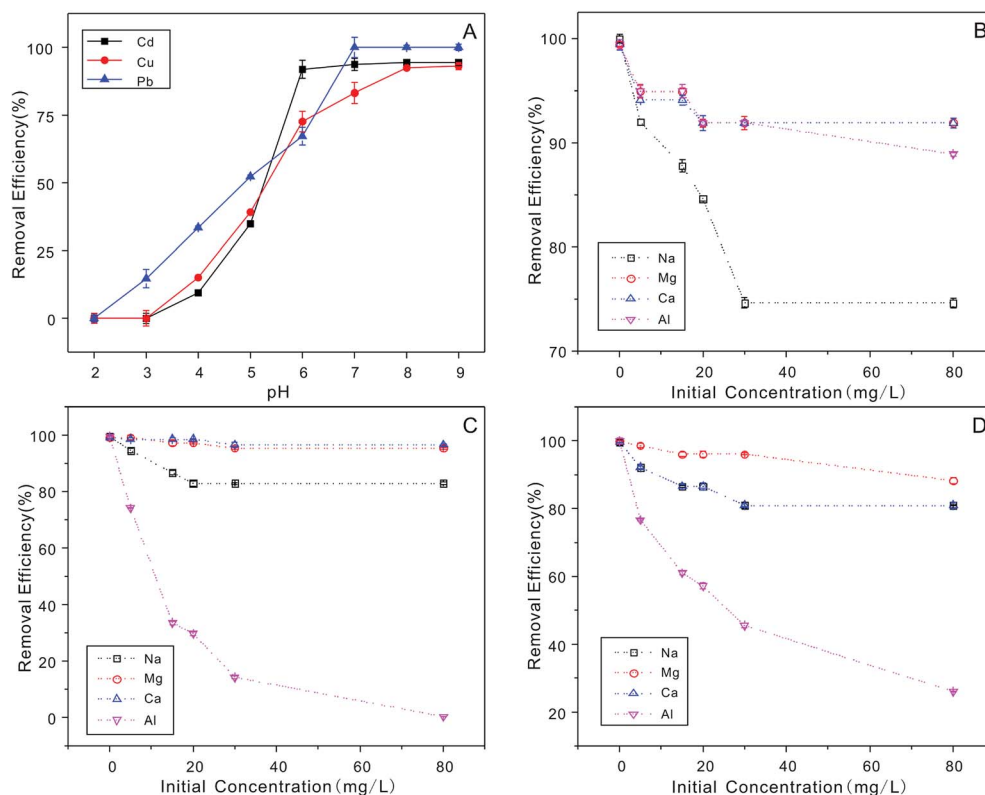 A
Cd
Cu
Pb
Removal Efficiency(%)
100
75
50
25
0
2 3 4 5 6 7 8 9
pH
B
Na
Mg
Ca
Al
Removal Efficiency(%)
100
90
80
70
0 20 40 60 80
Initial Concentration(mg/L)
C
Na
Mg
Ca
Al
Removal Efficiency(%)
100
80
60
40
20
0
0 20 40 60 80
Initial Concentration(mg/L)
D
Na
Mg
Ca
Al
Removal Efficiency(%)
100
80
60
40
20
0 20 40 60 80
Initial Concentration(mg/L)